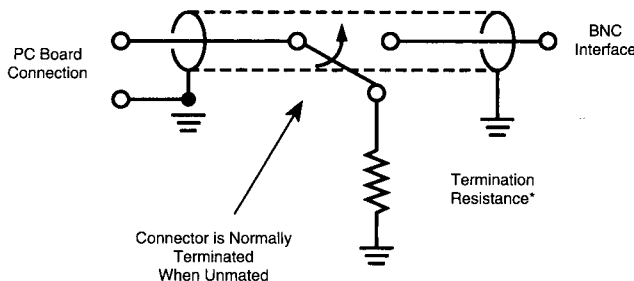 PC Board
Connection
BNC
Interface
Termination
Resistance*
Connector is Normally
Terminated
When Unmated